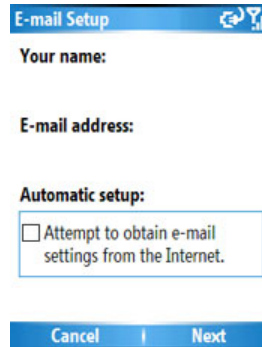 E-mail Setup
Your name:
E-mail address:
Automatic setup:
Attempt to obtain e-mail
settings from the Internet.
Cancel
Next